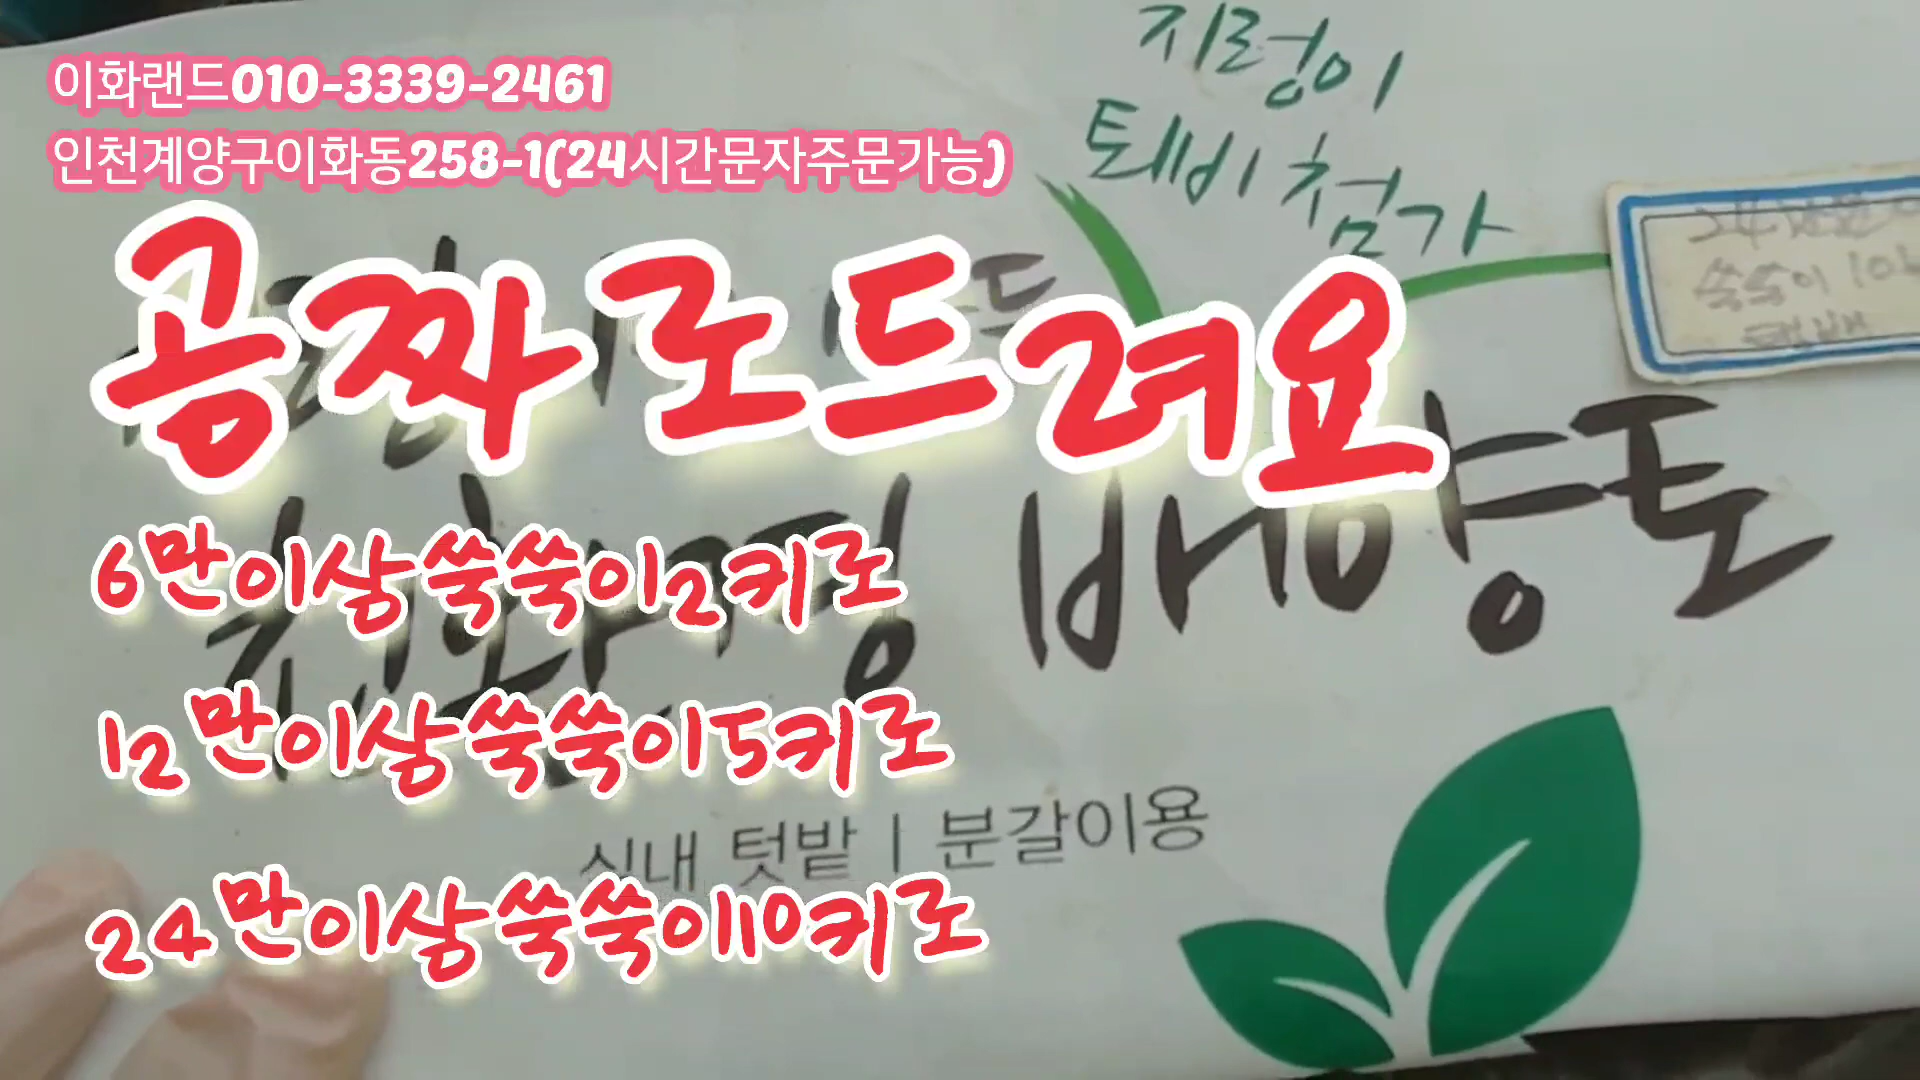 이화랜드010-3339-2461
인천계양구이화동258-1(24시간문자주문가능)
지렁이
퇴비 첨가
공짜로드려요
쑥쑥이 10
친환경 배양토
6만이상쑥쑥이2키로
12만이상쑥쑥이5키로
실내 텃밭 | 분갈이용
24만이상쑥쑥이10키로